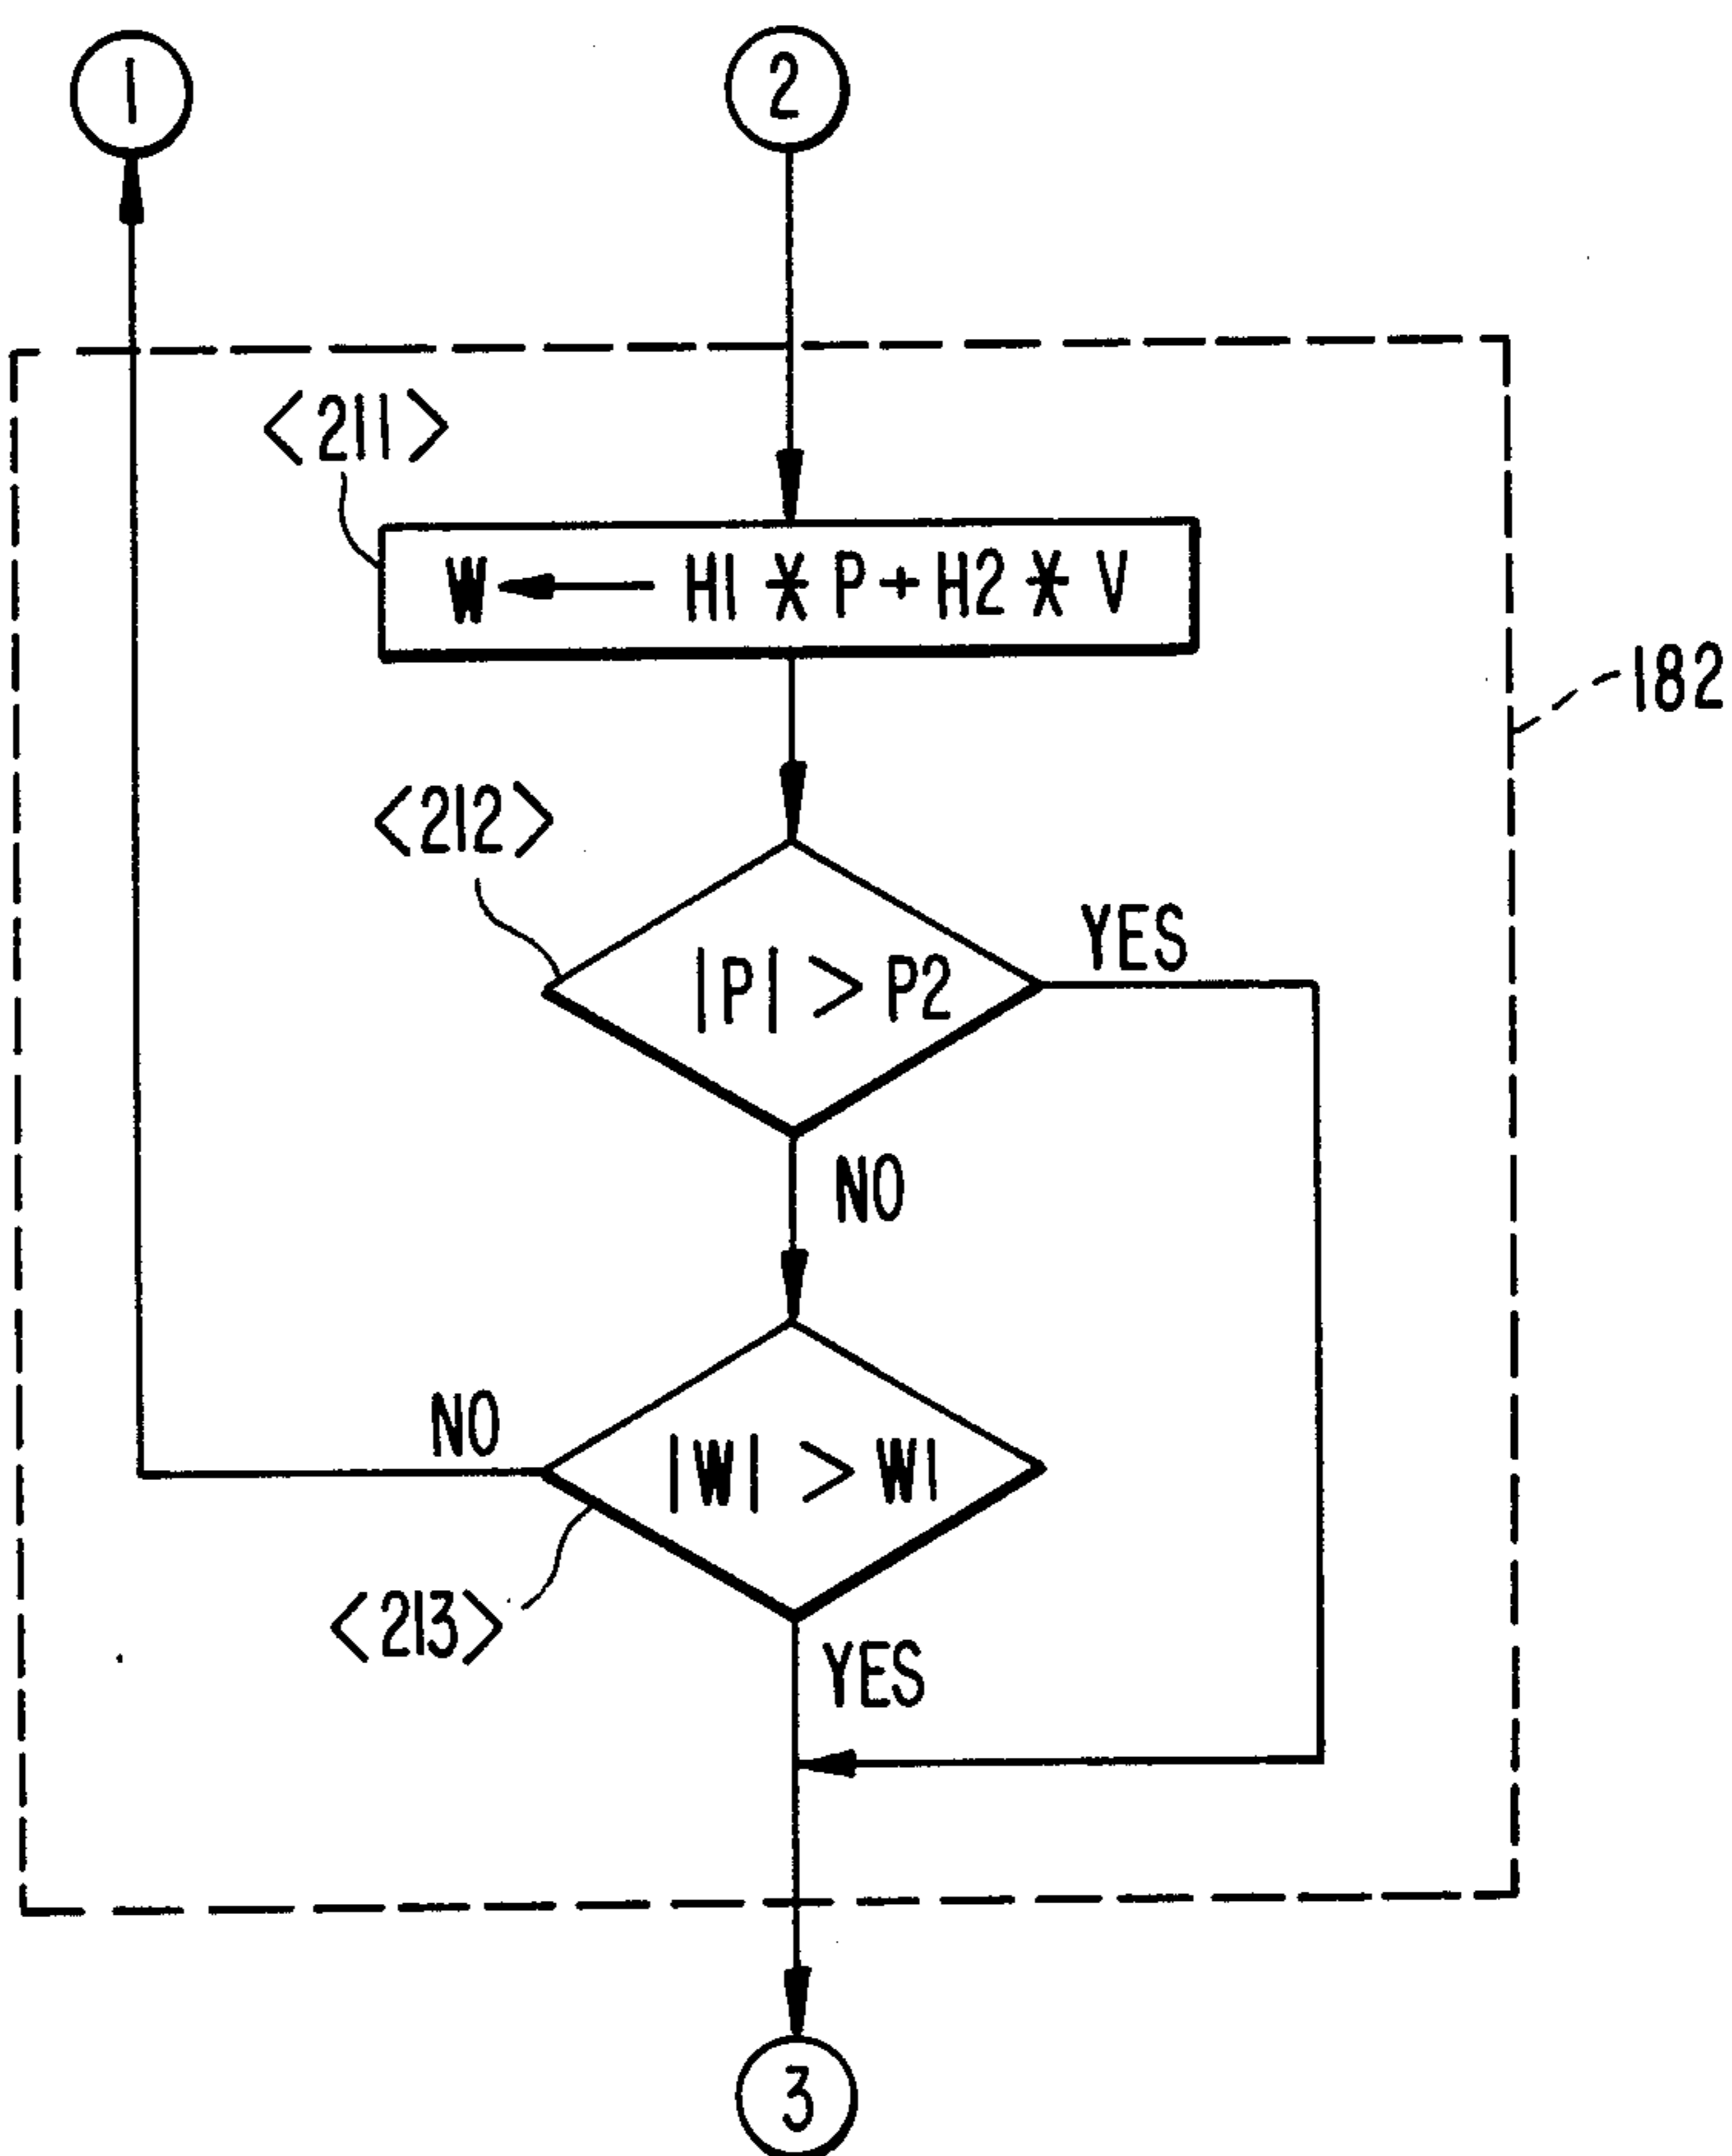 1
2
<211>
W ← H1 * P + H2 * V
182
<212>
YES
|P| > P2
NO
NO
|W| > W1
<213>
YES
3